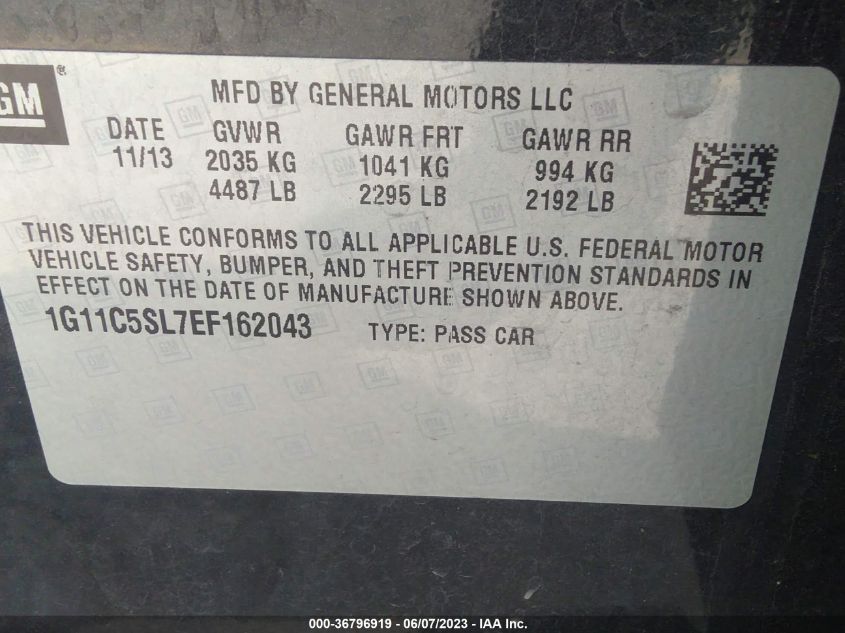 GM®
MFD BY GENERAL MOTORS LLC
DATE GVWR GAWR FRT GAWR RR
11/13 2035 KG 1041 KG 994 KG
4487 LB 2295 LB 2192 LB
THIS VEHICLE CONFORMS TO ALL APPLICABLE U.S. FEDERAL MOTOR
VEHICLE SAFETY, BUMPER, AND THEFT PREVENTION STANDARDS IN
EFFECT ON THE DATE OF MANUFACTURE SHOWN ABOVE.
1G11C5SL7EF162043 TYPE: PASS CAR
000-36796919 - 06/07/2023 - IAA Inc.